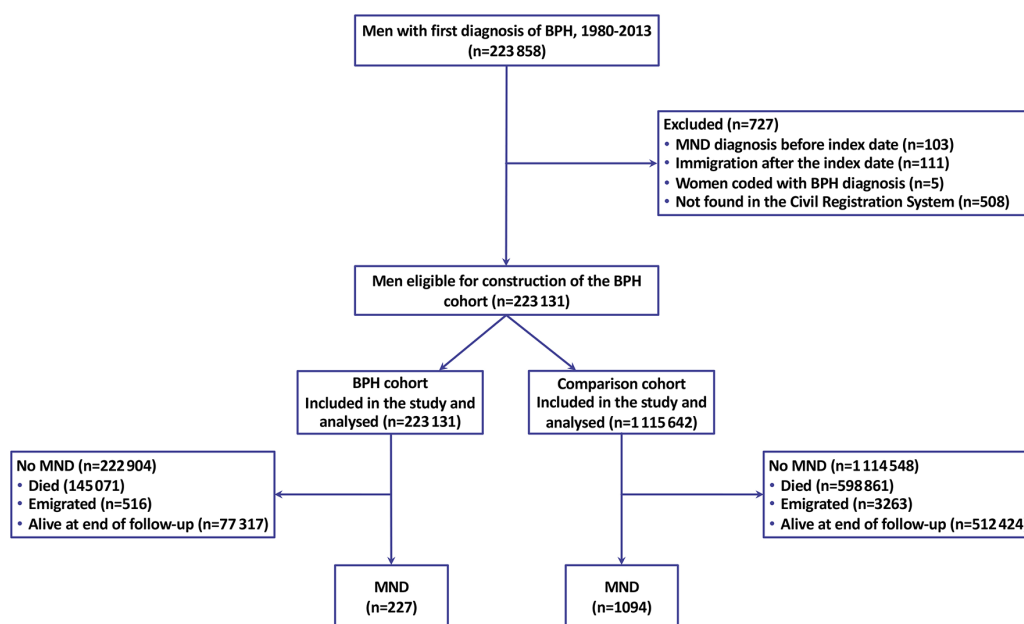 Men with first diagnosis of BPH, 1980-2013
(n=223 858)
Excluded (n=727)
• MND diagnosis before index date (n=103)
• Immigration after the index date (n=111)
• Women coded with BPH diagnosis (n=5)
• Not found in the Civil Registration System (n=508)
Men eligible for construction of the BPH
cohort (n=223 131)
BPH cohort
Included in the study and
analysed (n=223 131)
Comparison cohort
Included in the study and
analysed (n=1 115 642)
No MND (n=222 904)
• Died (145 071)
• Emigrated (n=516)
• Alive at end of follow-up (n=77 317)
No MND (n=1 114 548)
• Died (n=598 861)
• Emigrated (n=3263)
• Alive at end of follow-up (n=512 424
MND
(n=227)
MND
(n=1094)